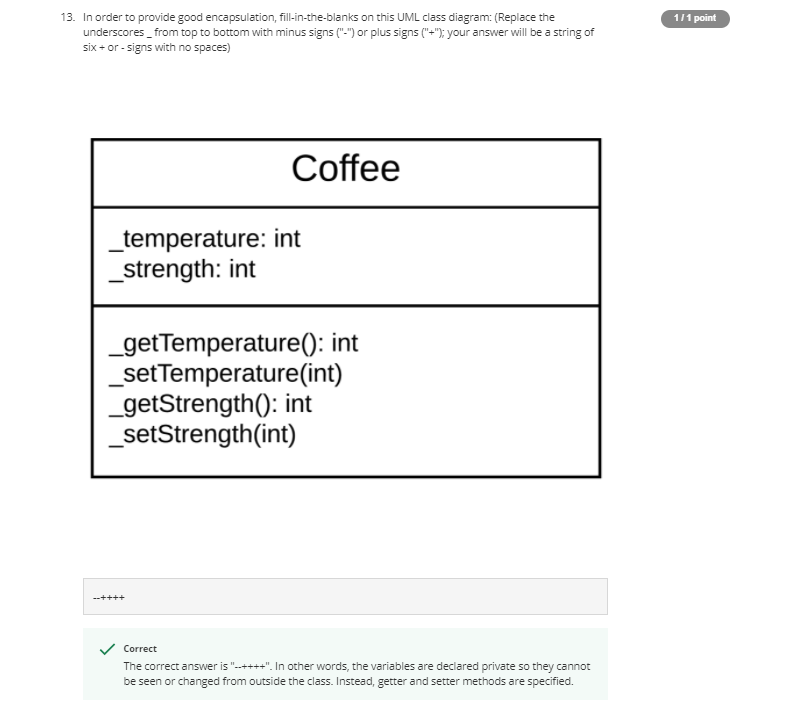 13. In order to provide good encapsulation, fill-in-the-blanks on this UML class diagram: (Replace the
1 / 1 point
underscores _ from top to bottom with minus signs ("-") or plus signs ("+"); your answer will be a string of
six + or - signs with no spaces)
Coffee
_temperature: int
_strength: int
_getTemperature(): int
_setTemperature(int)
_getStrength(): int
_setStrength(int)
--++++
Correct
The correct answer is "--++++". In other words, the variables are declared private so they cannot
be seen or changed from outside the class. Instead, getter and setter methods are specified.